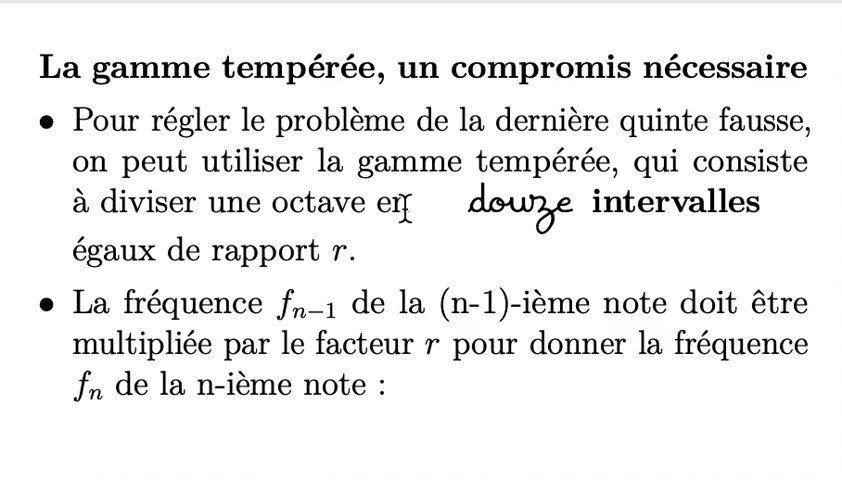 La gamme tempérée, un compromis nécessaire
• Pour régler le problème de la dernière quinte fausse,
on peut utiliser la gamme tempérée, qui consiste
à diviser une octave en douze intervalles
égaux de rapport r.
• La fréquence fₙ₋₁ de la (n-1)-ième note doit être
multipliée par le facteur r pour donner la fréquence
fₙ de la n-ième note :